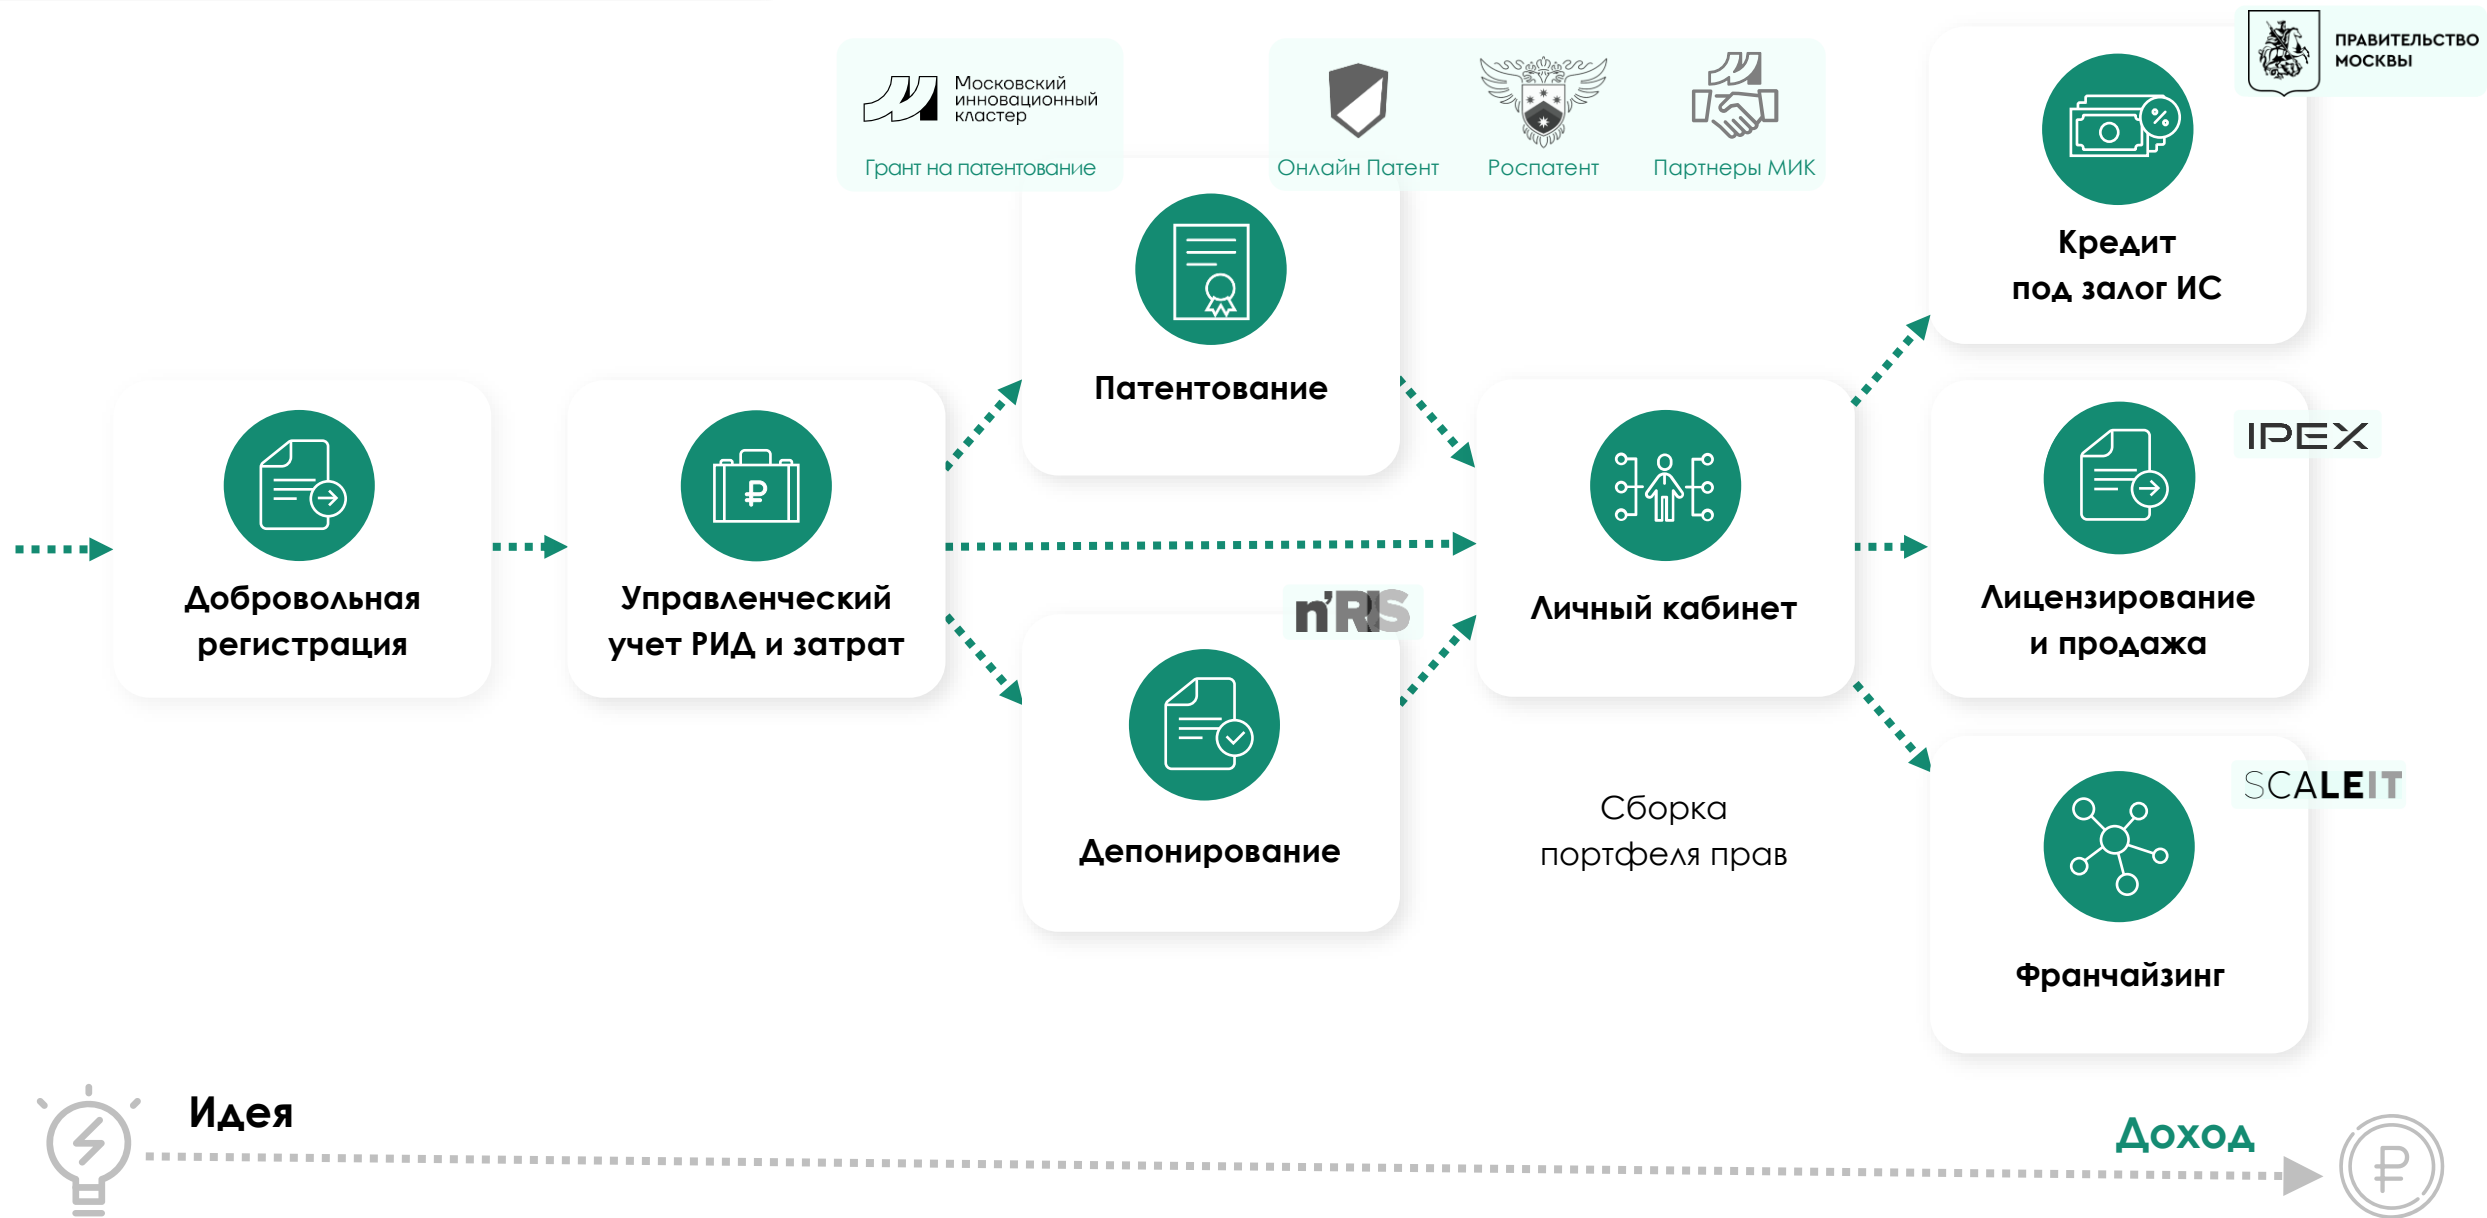 ПРАВИТЕЛЬСТВО
МОСКВЫ
Московский
инновационный
кластер
Грант на патентование
Онлайн Патент
Роспатент
Партнеры МИК
Кредит
под залог ИС
Патентование
IPEX
Добровольная
регистрация
Управленческий
учет РИД и затрат
n'RIS
Личный кабинет
Лицензирование
и продажа
Депонирование
Сборка
портфеля прав
SCALEIT
Франчайзинг
Идея
Доход